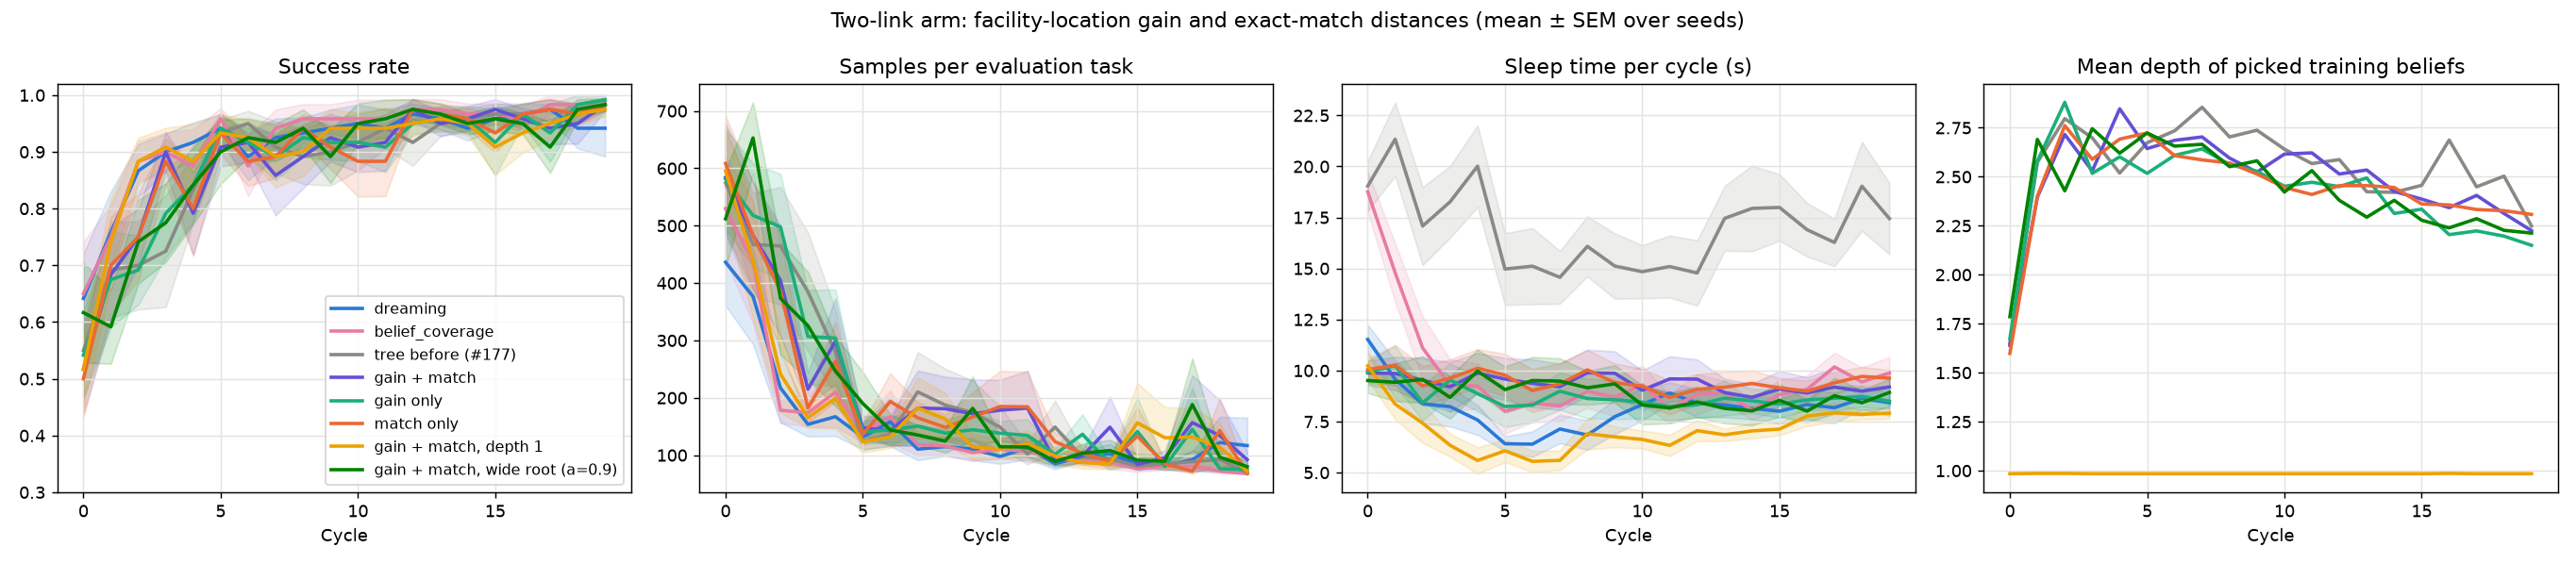 Two-link arm: facility-location gain and exact-match distances (mean ± SEM over seeds)
Success rate
1.0
0.9
0.8
0.7
0.6
0.5
0.4
0.3
0
5
10
15
Cycle
dreaming
belief_coverage
tree before (#177)
gain + match
gain only
match only
gain + match, depth 1
gain + match, wide root (a=0.9)
Samples per evaluation task
700
600
500
400
300
200
100
0
5
10
15
Cycle
Sleep time per cycle (s)
22.5
20.0
17.5
15.0
12.5
10.0
7.5
5.0
0
5
10
15
Cycle
Mean depth of picked training beliefs
2.75
2.50
2.25
2.00
1.75
1.50
1.25
1.00
0
5
10
15
Cycle